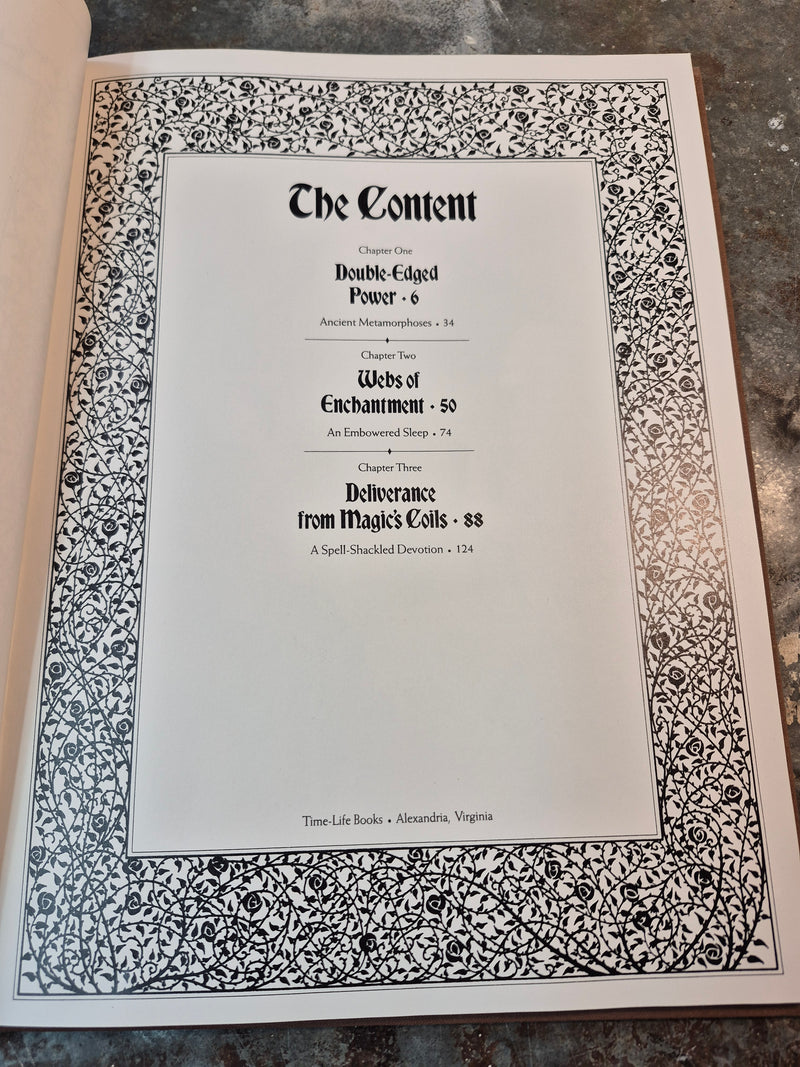 The Content
Chapter One
Double-Edged
Power • 6
Ancient Metamorphoses • 34
Chapter Two
Webs of
Enchantment • 50
An Embowered Sleep • 74
Chapter Three
Deliverance
from Magic's Coils • 88
A Spell-Shackled Devotion • 124
Time-Life Books • Alexandria, Virginia